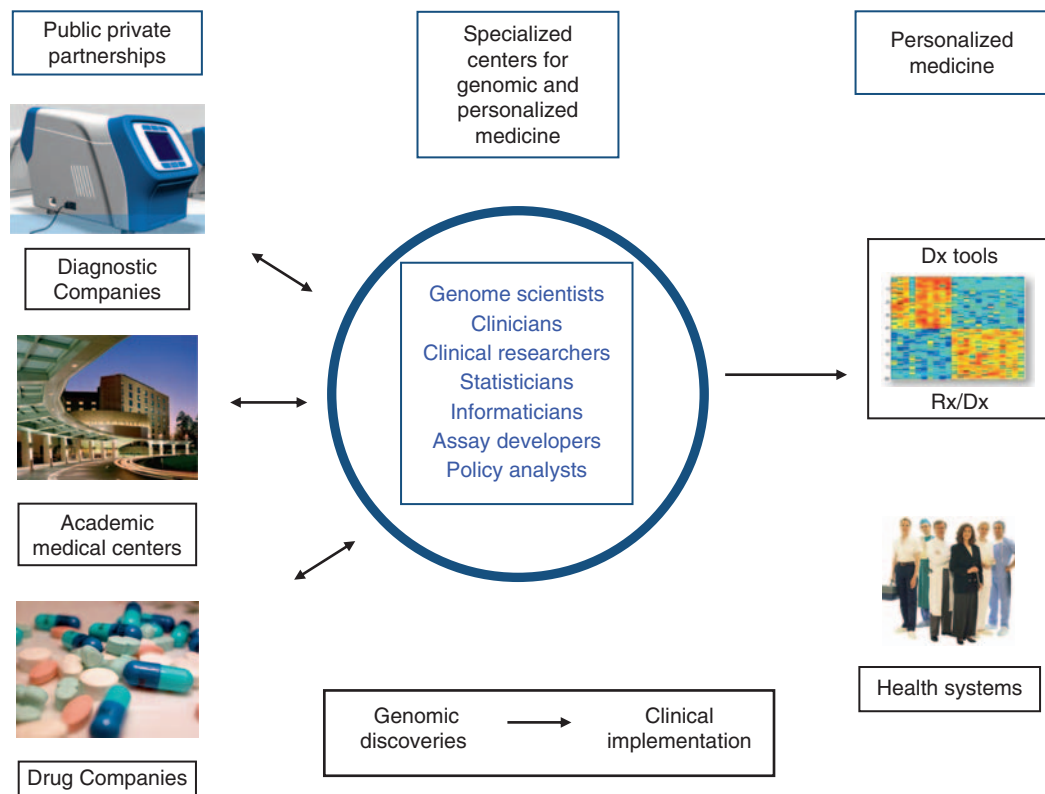 Public private
partnerships
Specialized
centers for
genomic and
personalized
medicine
Personalized
medicine
Diagnostic
Companies
Academic
medical centers
Drug Companies
Genome scientists
Clinicians
Clinical researchers
Statisticians
Informaticians
Assay developers
Policy analysts
Dx tools
Rx/Dx
Health systems
Genomic
discoveries
Clinical
implementation